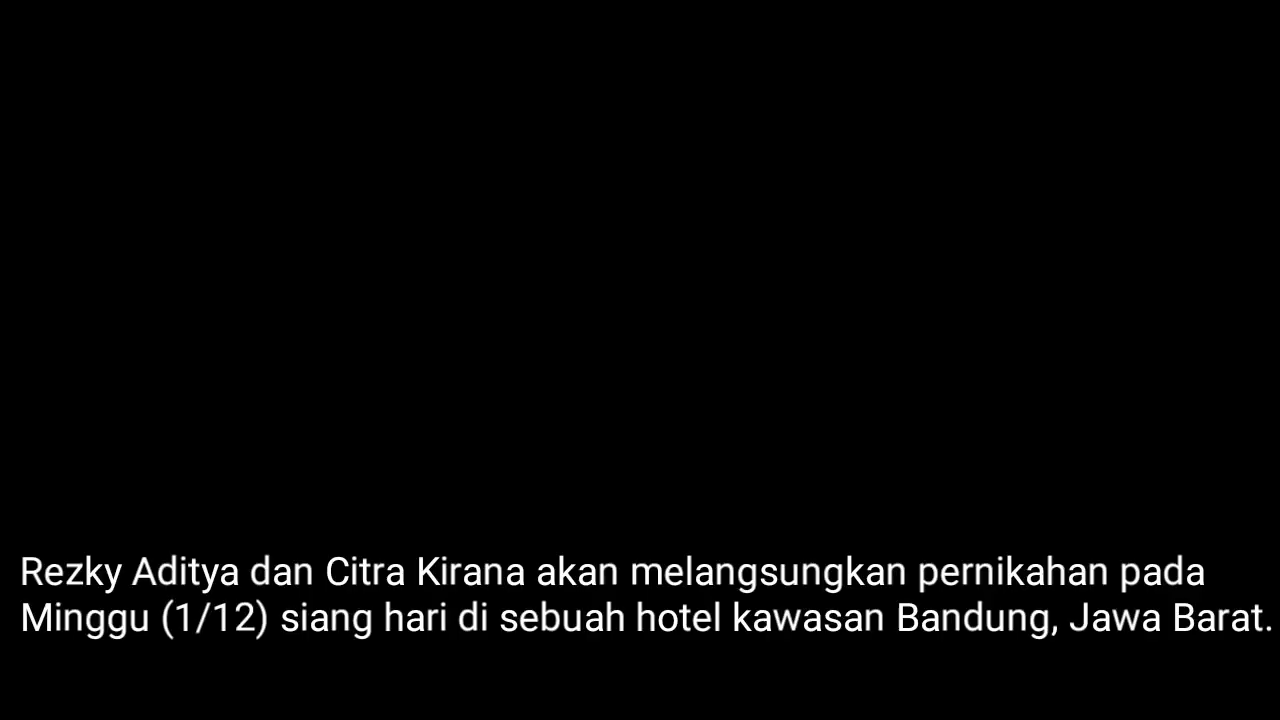 Rezky Aditya dan Citra Kirana akan melangsungkan pernikahan pada
Minggu (1/12) siang hari di sebuah hotel kawasan Bandung, Jawa Barat.